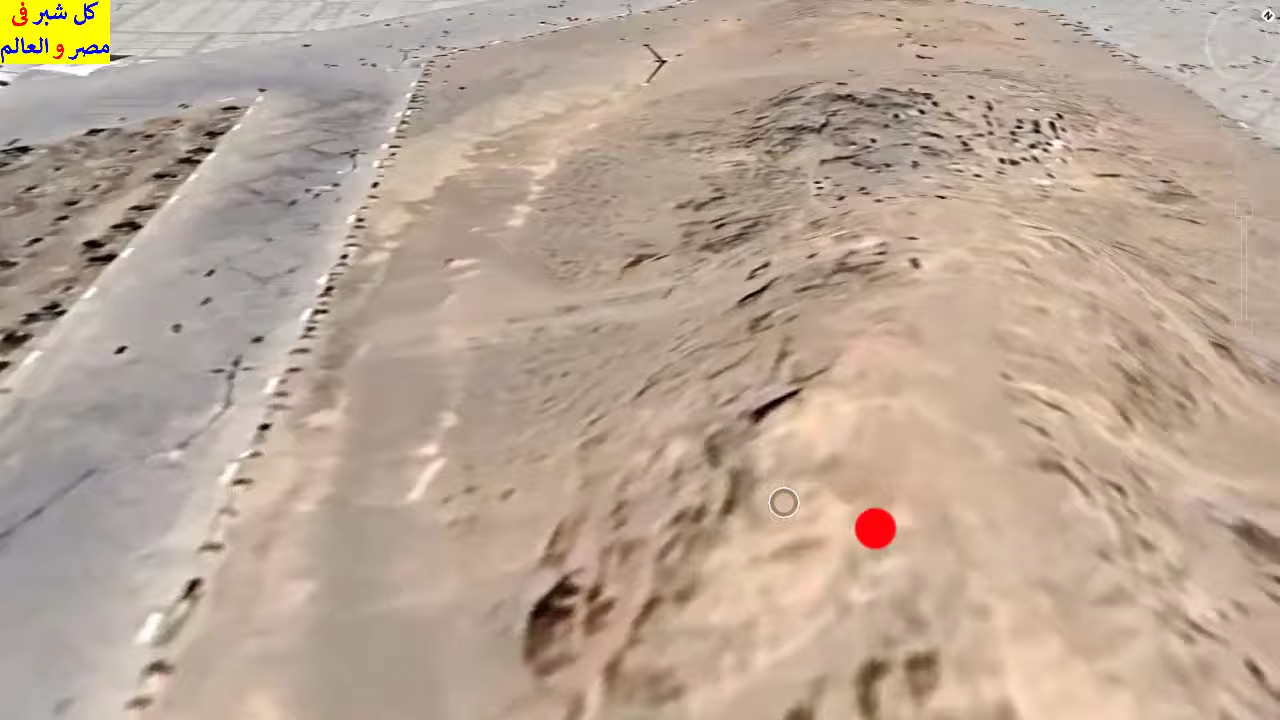 كل شبر فى
مصر و العالم